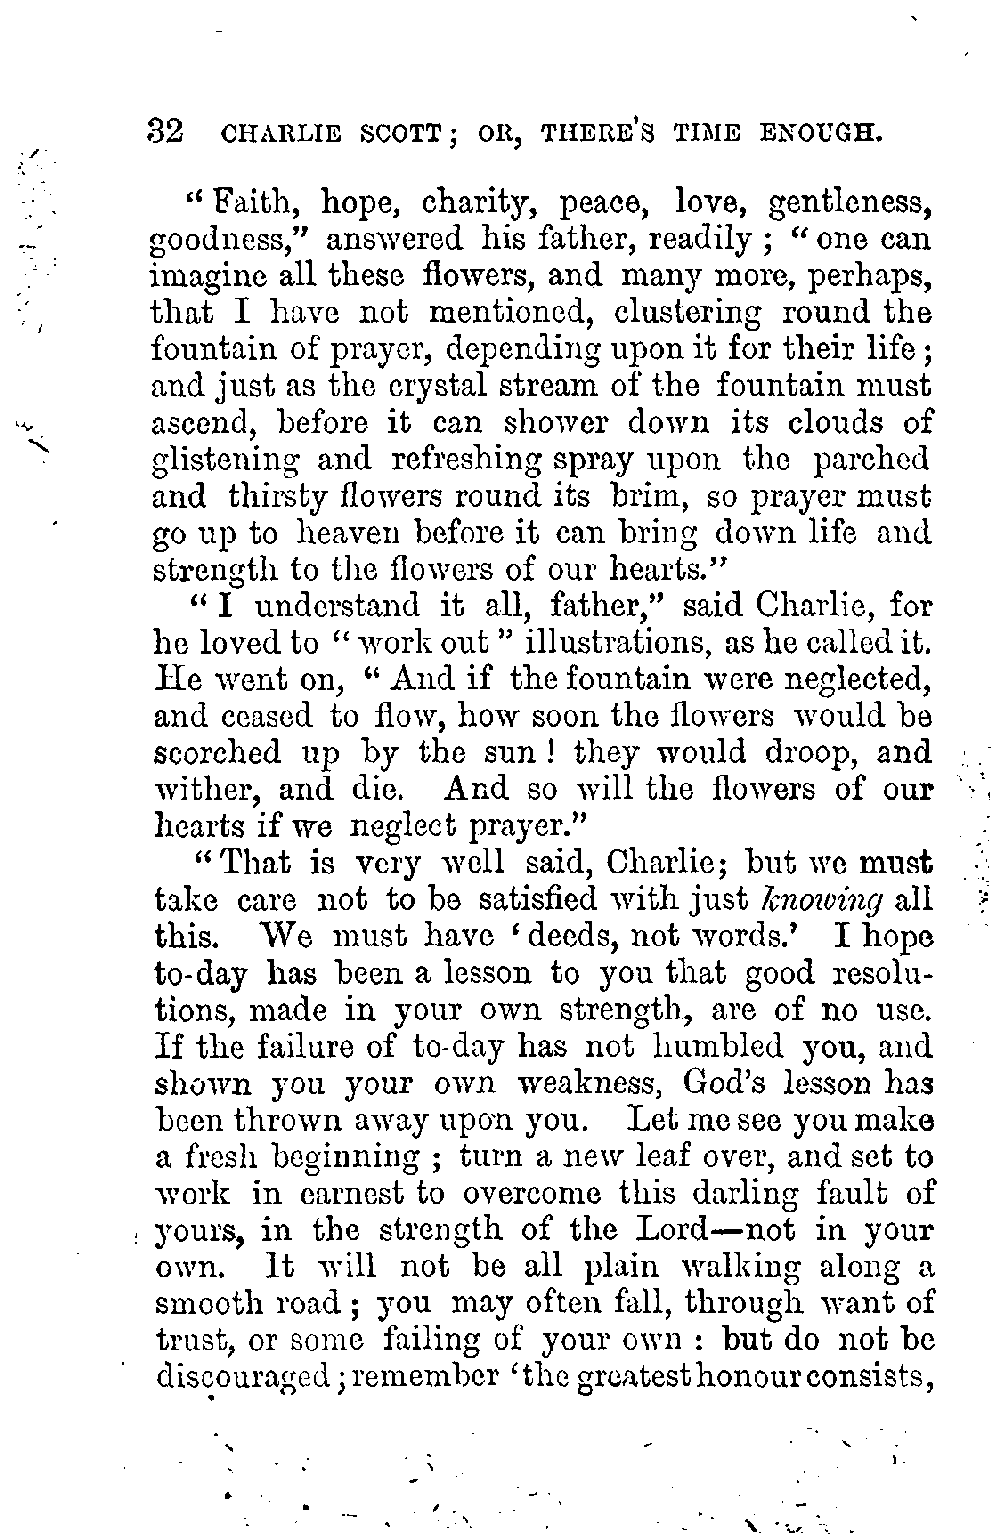 32 CHARLIE SCOTT; OR, THERE'S TIME ENOUGH.
"Faith, hope, charity, peace, love, gentleness,
goodness," answered his father, readily; "one can
imagine all these flowers, and many more, perhaps,
that I have not mentioned, clustering round the
fountain of prayer, depending upon it for their life;
and just as the crystal stream of the fountain must
ascend, before it can shower down its clouds of
glistening and refreshing spray upon the parched
and thirsty flowers round its brim, so prayer must
go up to heaven before it can bring down life and
strength to the flowers of our hearts."
"I understand it all, father," said Charlie, for
he loved to "work out" illustrations, as he called it.
He went on, "And if the fountain were neglected,
and ceased to flow, how soon the flowers would be
scorched up by the sun! they would droop, and
wither, and die. And so will the flowers of our
hearts if we neglect prayer."
"That is very well said, Charlie; but we must
take care not to be satisfied with just knowing all
this. We must have 'deeds, not words.' I hope
to-day has been a lesson to you that good resolu-
tions, made in your own strength, are of no use.
If the failure of to-day has not humbled you, and
shown you your own weakness, God's lesson has
been thrown away upon you. Let me see you make
a fresh beginning; turn a new leaf over, and set to
work in earnest to overcome this darling fault of
yours, in the strength of the Lord—not in your
own. It will not be all plain walking along a
smooth road; you may often fall, through want of
trust, or some failing of your own: but do not be
discouraged; remember 'the greatest honour consists,